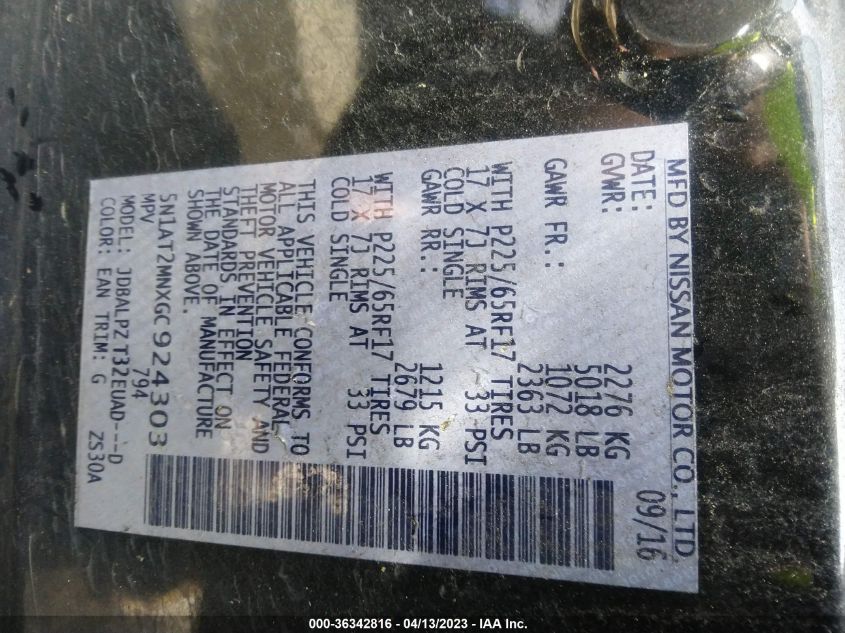 MFD BY NISSAN MOTOR CO., LTD
DATE: 09/16
GVWR: 2276 KG
5018 LB
GAWR FR.: 1072 KG
2363 LB
WITH P225/65RF17 TIRES
17 X 7J RIMS AT 33 PSI
COLD SINGLE
GAWR RR.: 1215 KG
2679 LB
WITH P225/65RF17 TIRES
17 X 7J RIMS AT 33 PSI
COLD SINGLE
THIS VEHICLE CONFORMS TO
ALL APPLICABLE FEDERAL
MOTOR VEHICLE SAFETY AND
THEFT PREVENTION
STANDARDS IN EFFECT ON
THE DATE OF MANUFACTURE
SHOWN ABOVE.
5N1AT2MNXGC924303
MPV 794
MODEL: JDBALPZ T32EUAD---D
COLOR: EAN TRIM: G ZS30A
000-36342816 - 04/13/2023 - IAA Inc.